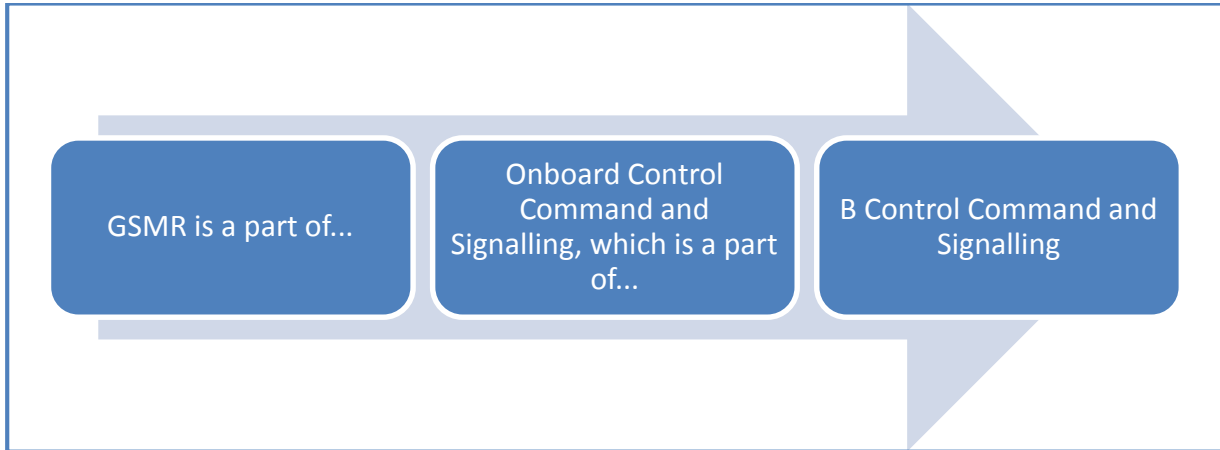 GSMR is a part of...
Onboard Control
Command and
Signalling, which is a part
of...
B Control Command and
Signalling